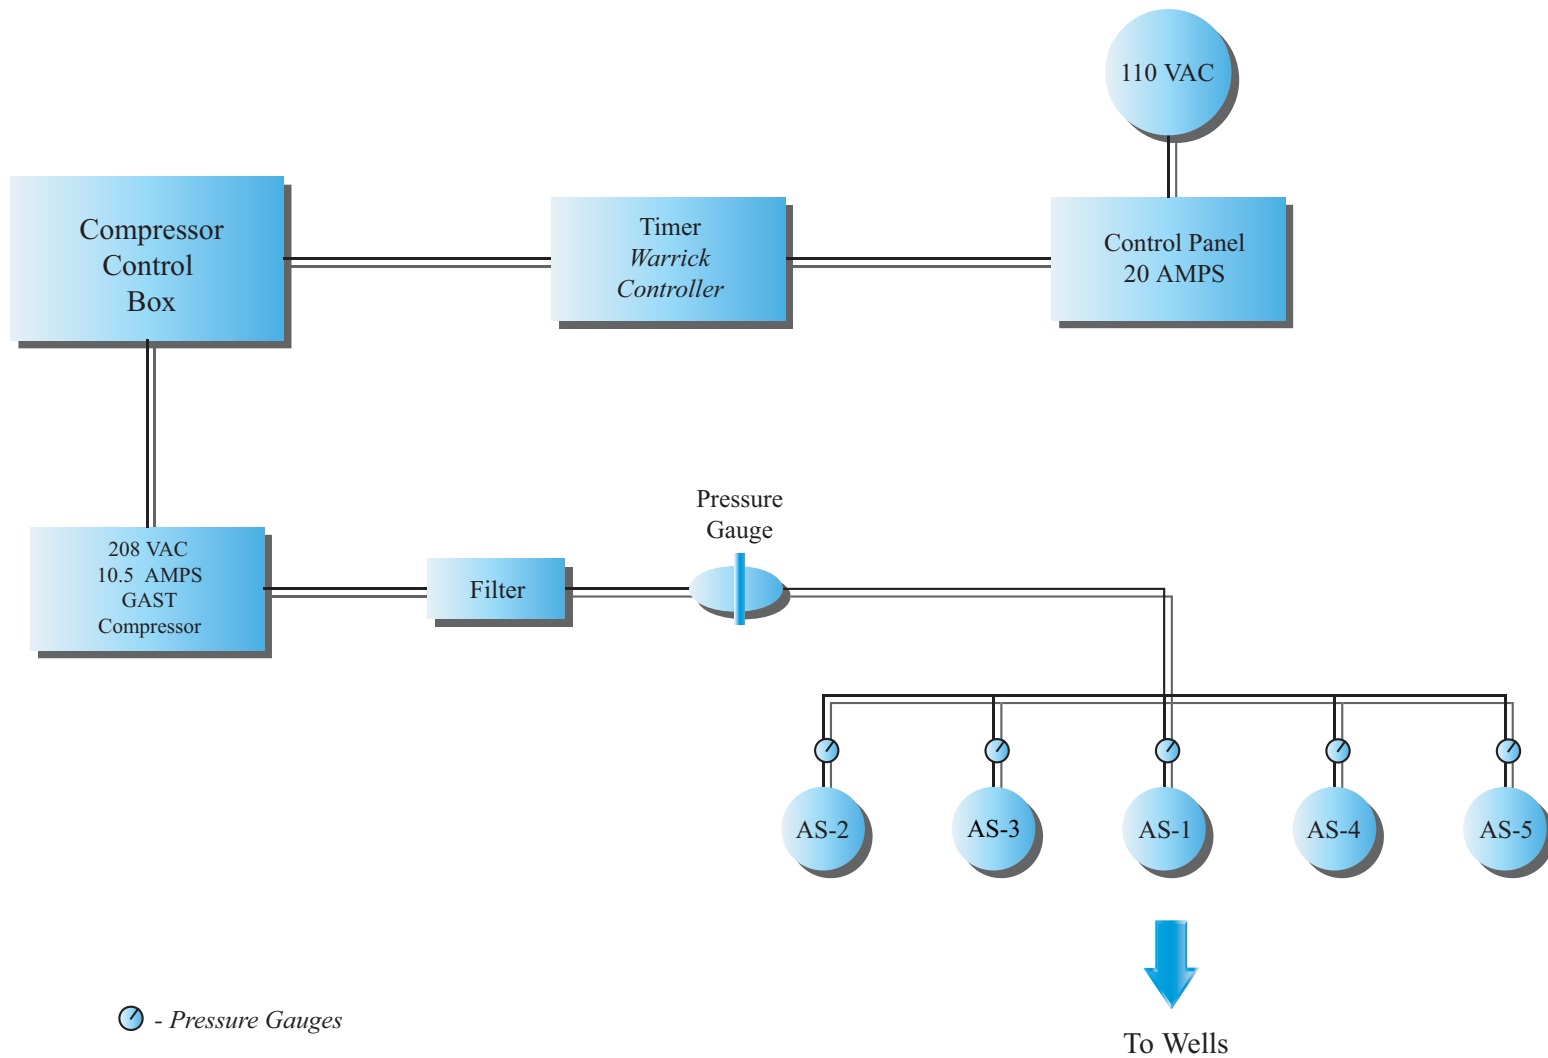 110 VAC
Compressor
Control
Box
Timer
Warrick
Controller
Control Panel
20 AMPS
Pressure
Gauge
208 VAC
10.5 AMPS
GAST
Compressor
Filter
AS-2
AS-3
AS-1
AS-4
AS-5
- Pressure Gauges
To Wells